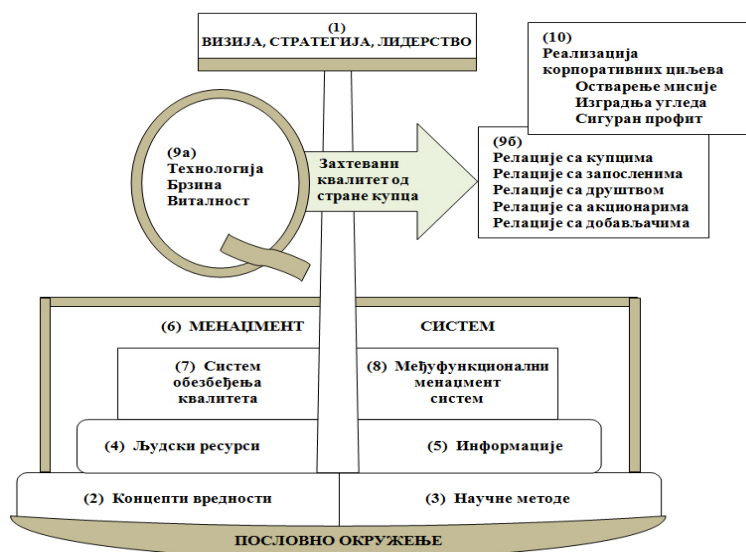 (1)
ВИЗИЈА, СТРАТЕГИЈА, ЛИДЕРСТВО
(10)
Реализација
корпоративних циљева
Остварење мисије
Изградња угледа
Сигуран профит
(9а)
Технологија
Брзина
Виталност
Захтевани
квалитет од
стране купца
(9б)
Релације са купцима
Релације са запосленима
Релације са друштвом
Релације са акционарима
Релације са добављачима
(6) МЕНАЏМЕНТ СИСТЕМ
(7) Систем
обезбеђења
квалитета
(8) Међуфункционални
менаџмент
систем
(4) Људски ресурси
(5) Информације
(2) Концепти вредности
(3) Научне методе
ПОСЛОВНО ОКРУЖЕЊЕ